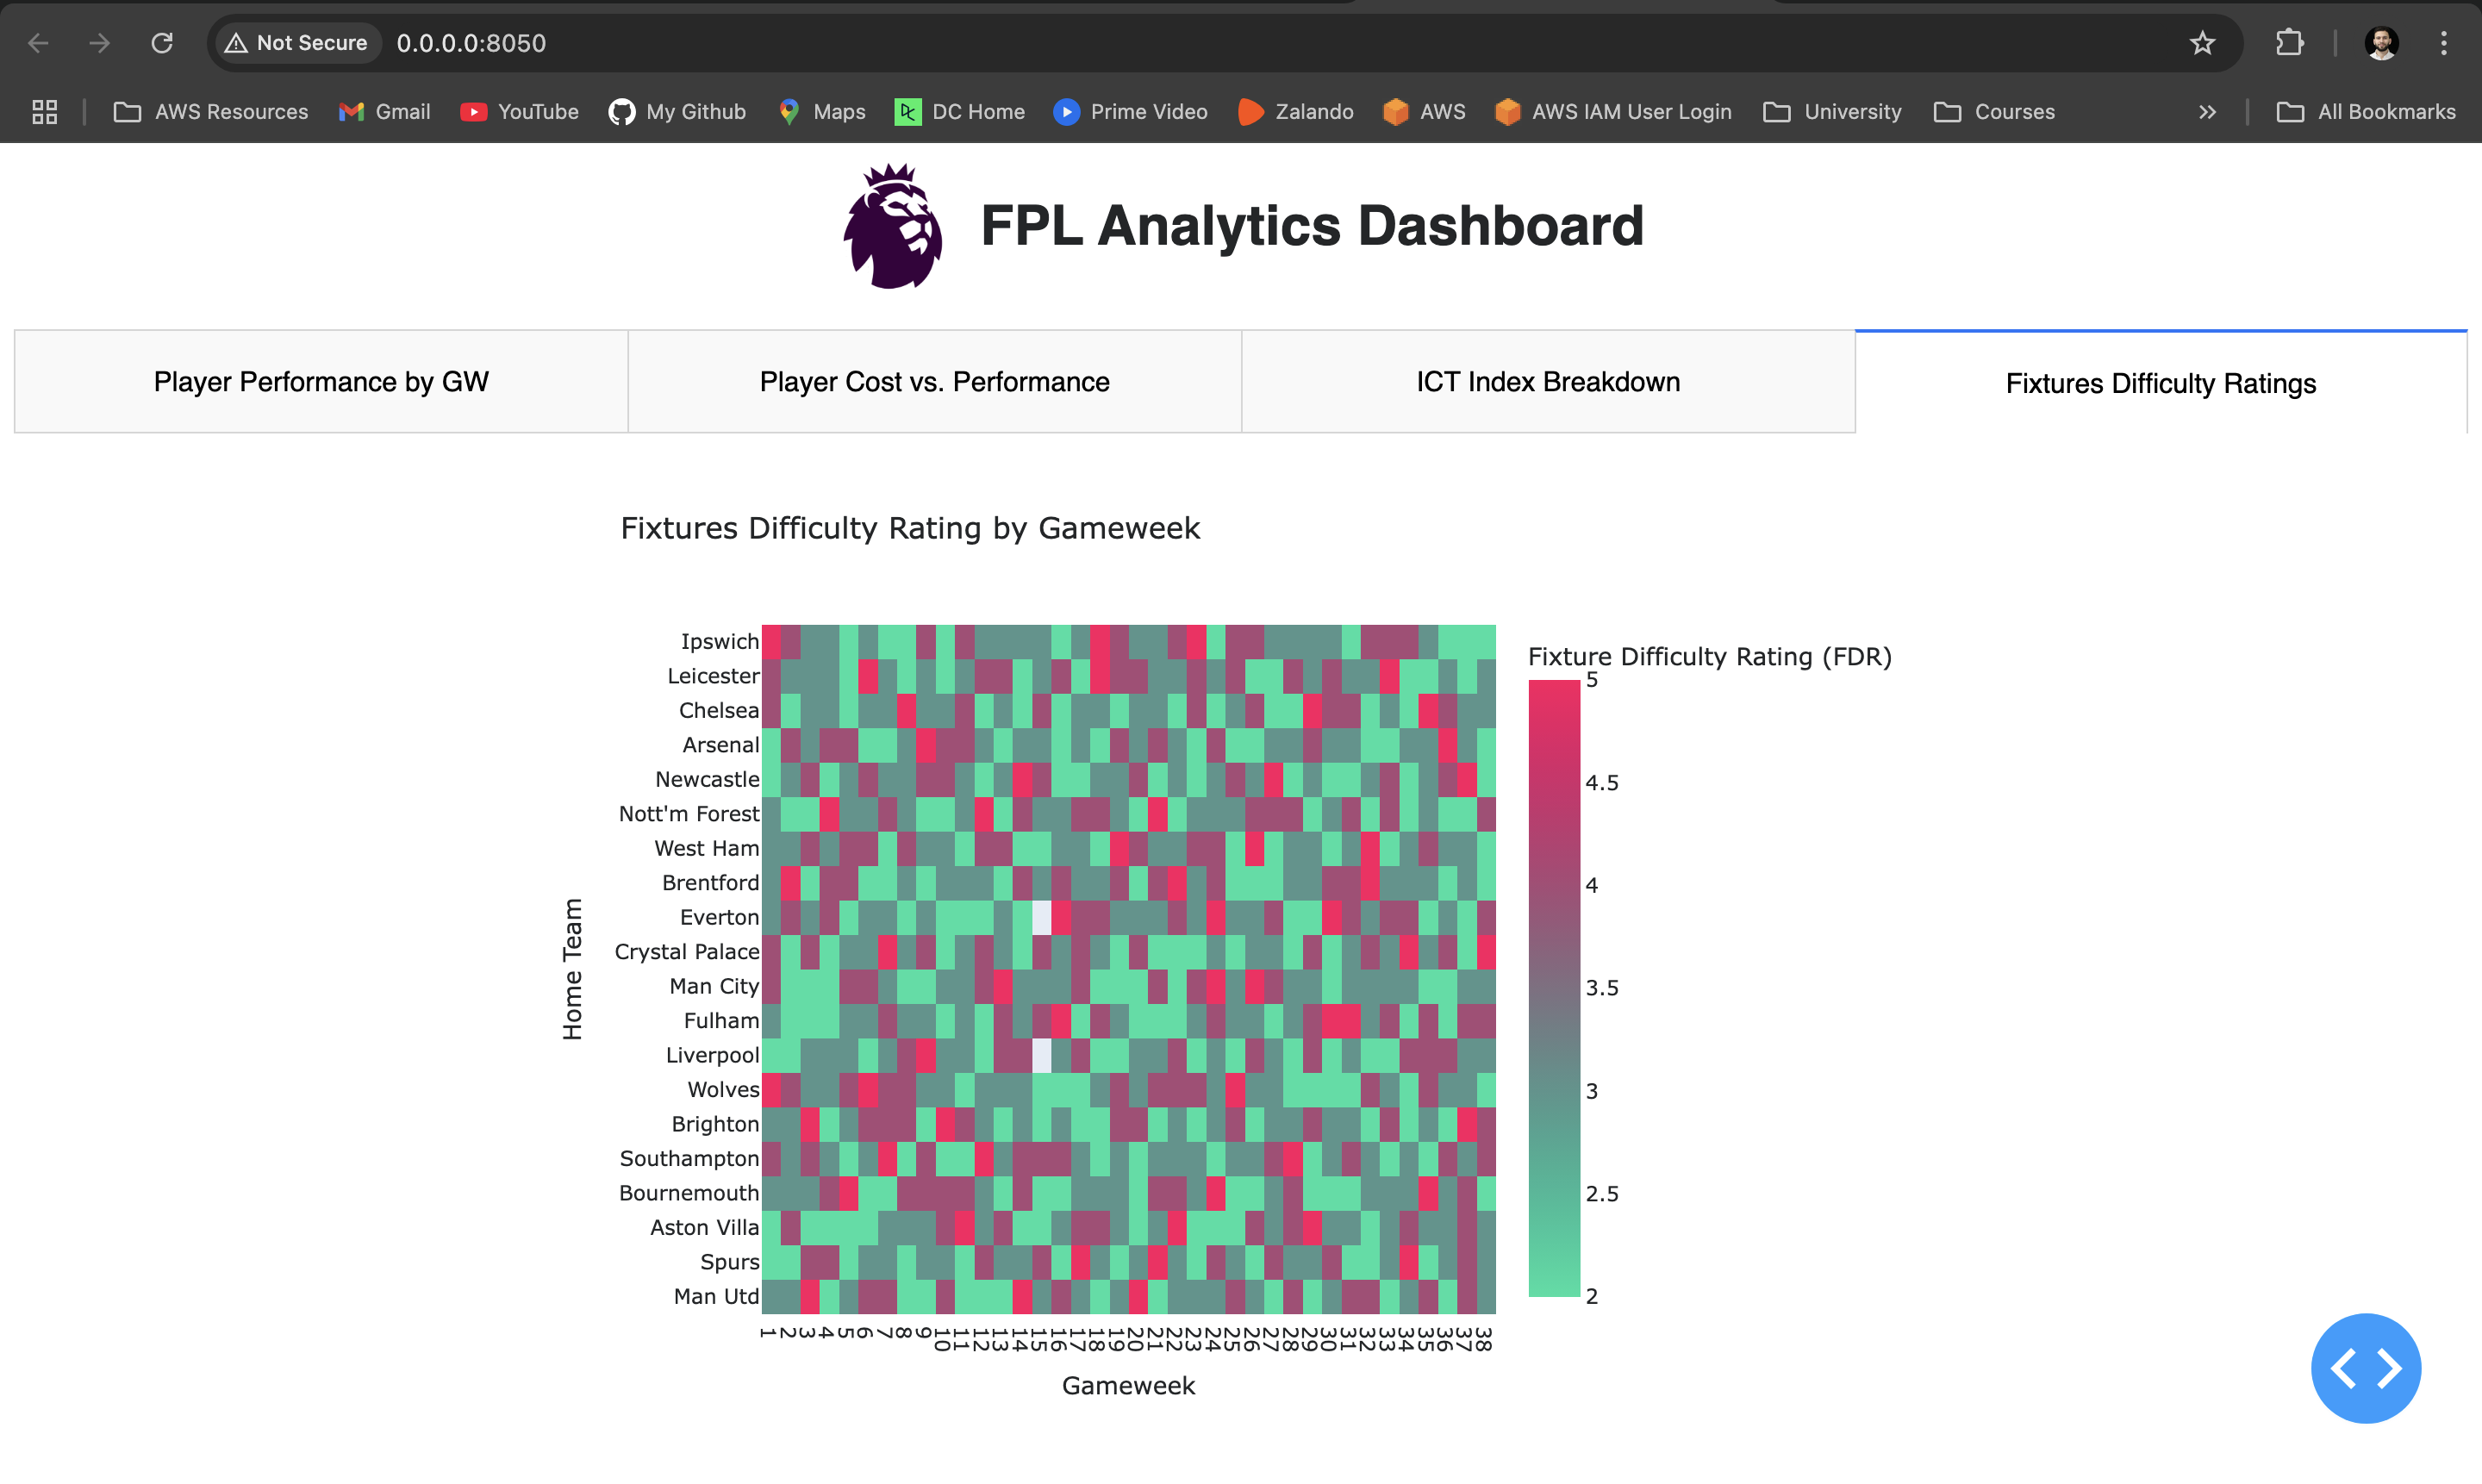 Not Secure 0.0.0.0:8050
AWS Resources Gmail YouTube My Github Maps DC Home Prime Video Zalando AWS AWS IAM User Login University Courses All Bookmarks
FPL Analytics Dashboard
Player Performance by GW Player Cost vs. Performance ICT Index Breakdown Fixtures Difficulty Ratings
Fixtures Difficulty Rating by Gameweek
Home Team
Ipswich
Leicester
Chelsea
Arsenal
Newcastle
Nott'm Forest
West Ham
Brentford
Everton
Crystal Palace
Man City
Fulham
Liverpool
Wolves
Brighton
Southampton
Bournemouth
Aston Villa
Spurs
Man Utd
1 2 3 4 5 6 7 8 9 10 11 12 13 14 15 16 17 18 19 20 21 22 23 24 25 26 27 28 29 30 31 32 33 34 35 36 37 38
Gameweek
Fixture Difficulty Rating (FDR)
5
4.5
4
3.5
3
2.5
2